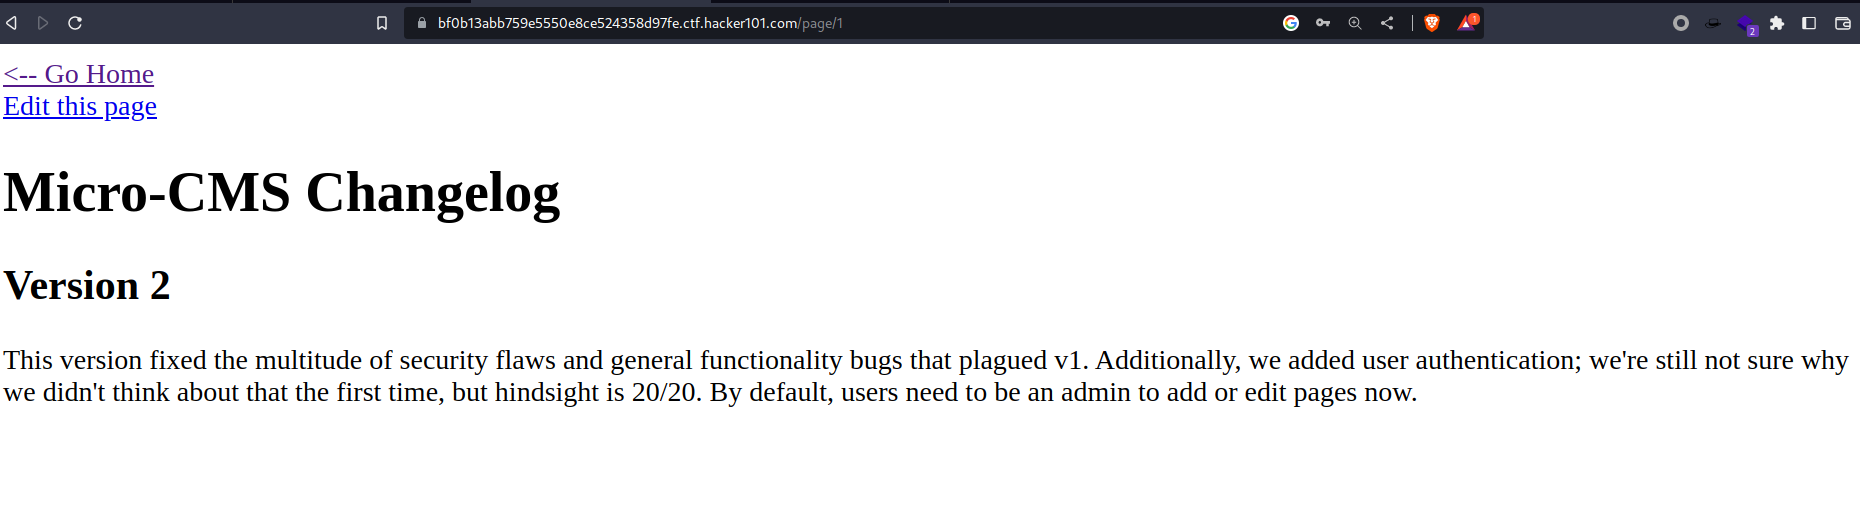 bf0b13abb759e5550e8ce524358d97fe.ctf.hacker101.com/page/1
1
2
<-- Go Home
Edit this page
Micro-CMS Changelog
Version 2
This version fixed the multitude of security flaws and general functionality bugs that plagued v1. Additionally, we added user authentication; we're still not sure why
we didn't think about that the first time, but hindsight is 20/20. By default, users need to be an admin to add or edit pages now.